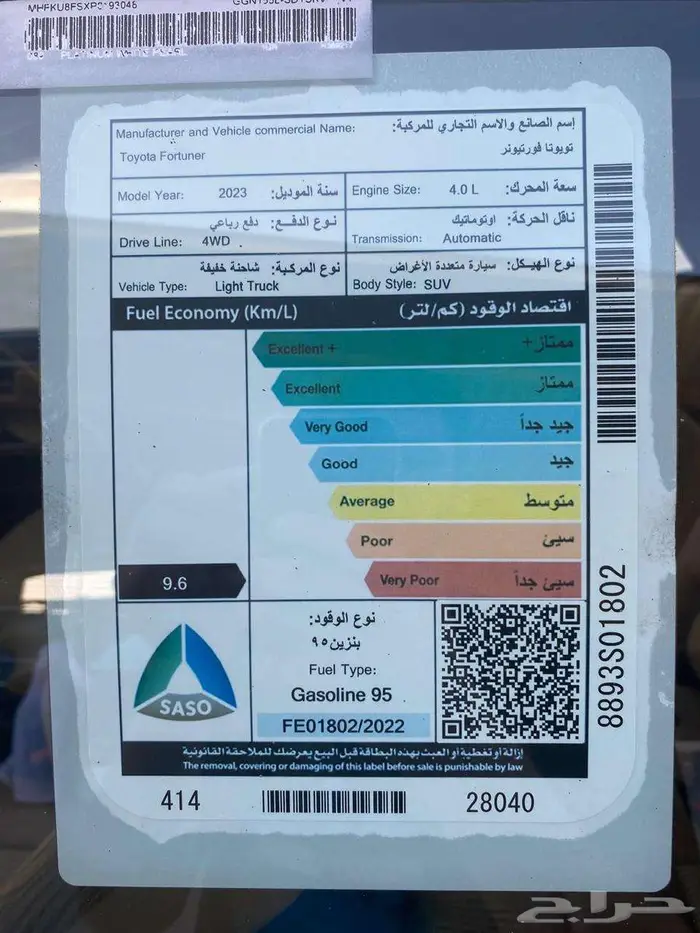 MHFKU8FSXP0193046
Manufacturer and Vehicle commercial Name: إسم الصانع والاسم التجاري للمركبة:
Toyota Fortuner تويوتا فورتيونر
Model Year: 2023 سنة الموديل:
Engine Size: 4.0 L سعة المحرك:
نوع الدفع: دفع رباعي
Drive Line: 4WD .
ناقل الحركة: اوتوماتيك
Transmission: Automatic
نوع المركبة: شاحنة خفيفة
Vehicle Type: Light Truck
نوع الهيكل: سيارة متعددة الأغراض
Body Style: SUV
Fuel Economy (Km/L) اقتصاد الوقود (كم/لتر)
Excellent + ممتاز+
Excellent ممتاز
Very Good جيد جداً
Good جيد
Average متوسط
Poor سيئ
Very Poor سيئ جداً
9.6
SASO
نوع الوقود:
بنزين ٩٥
Fuel Type:
Gasoline 95
FE01802/2022
8893S01802
إزالة أو تغطية أو العبث بهذه البطاقة قبل البيع يعرضك للملاحقة القانونية
The removal, covering or damaging of this label before sale is punishable by law
414 28040
حراج